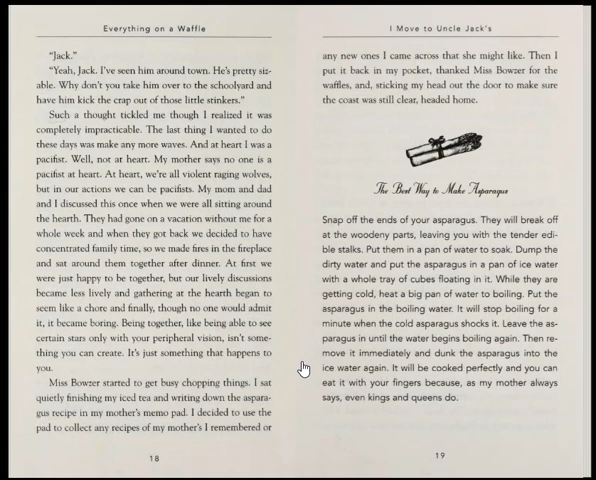 Everything on a Waffle
"Jack."
"Yeah, Jack. I've seen him around town. He's pretty siz-
able. Why don't you take him over to the schoolyard and
have him kick the crap out of those little stinkers."
Such a thought tickled me though I realized it was
completely impracticable. The last thing I wanted to do
these days was make any more waves. And at heart I was a
pacifist. Well, not at heart. My mother says no one is a
pacifist at heart. At heart, we're all violent raging wolves,
but in our actions we can be pacifists. My mom and dad
and I discussed this once when we were all sitting around
the hearth. They had gone on a vacation without me for a
whole week and when they got back we decided to have
concentrated family time, so we made fires in the fireplace
and sat around them together after dinner. At first we
were just happy to be together, but our lively discussions
became less lively and gathering at the hearth began to
seem like a chore and finally, though no one would admit
it, it became boring. Being together, like being able to see
certain stars only with your peripheral vision, isn't some-
thing you can create. It's just something that happens to
you.
Miss Bowzer started to get busy chopping things. I sat
quietly finishing my iced tea and writing down the aspara-
gus recipe in my mother's memo pad. I decided to use the
pad to collect any recipes of my mother's I remembered or
18
I Move to Uncle Jack's
any new ones I came across that she might like. Then I
put it back in my pocket, thanked Miss Bowzer for the
waffles, and, sticking my head out the door to make sure
the coast was still clear, headed home.
The Best Way to Make Asparagus
Snap off the ends of your asparagus. They will break off
at the woodeny parts, leaving you with the tender edi-
ble stalks. Put them in a pan of water to soak. Dump the
dirty water and put the asparagus in a pan of ice water
with a whole tray of cubes floating in it. While they are
getting cold, heat a big pan of water to boiling. Put the
asparagus in the boiling water. It will stop boiling for a
minute when the cold asparagus shocks it. Leave the as-
paragus in until the water begins boiling again. Then re-
move it immediately and dunk the asparagus into the
ice water again. It will be cooked perfectly and you can
eat it with your fingers because, as my mother always
says, even kings and queens do.
19